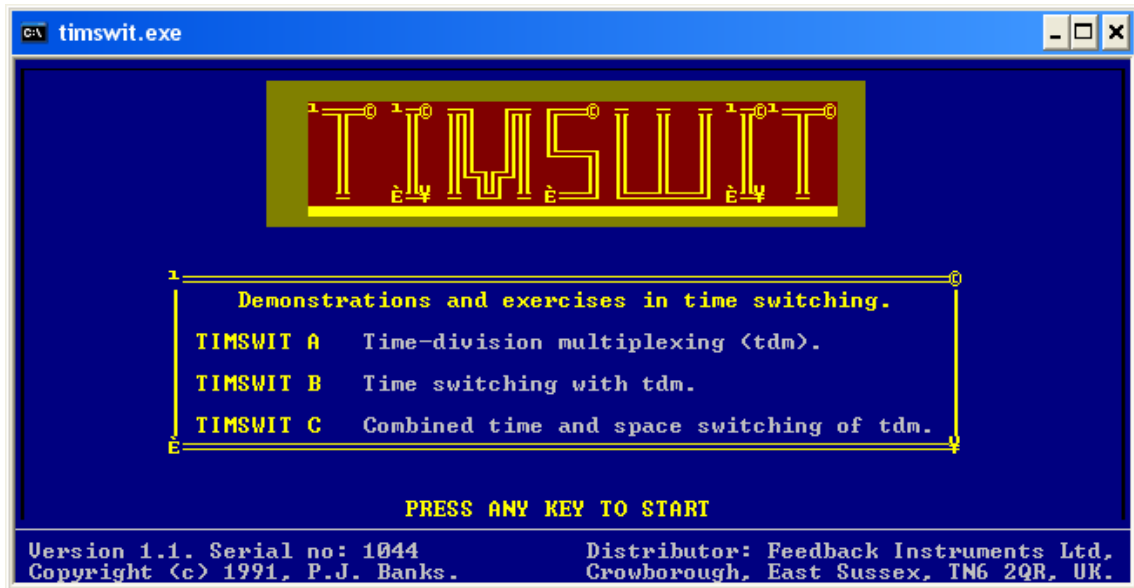 timswit.exe
TIMSWIT
Demonstrations and exercises in time switching.
TIMSWIT A Time-division multiplexing (tdm).
TIMSWIT B Time switching with tdm.
TIMSWIT C Combined time and space switching of tdm.
PRESS ANY KEY TO START
Version 1.1. Serial no: 1044 Distributor: Feedback Instruments Ltd,
Copyright (c) 1991, P.J. Banks. Crowborough, East Sussex, TN6 2QR, UK.